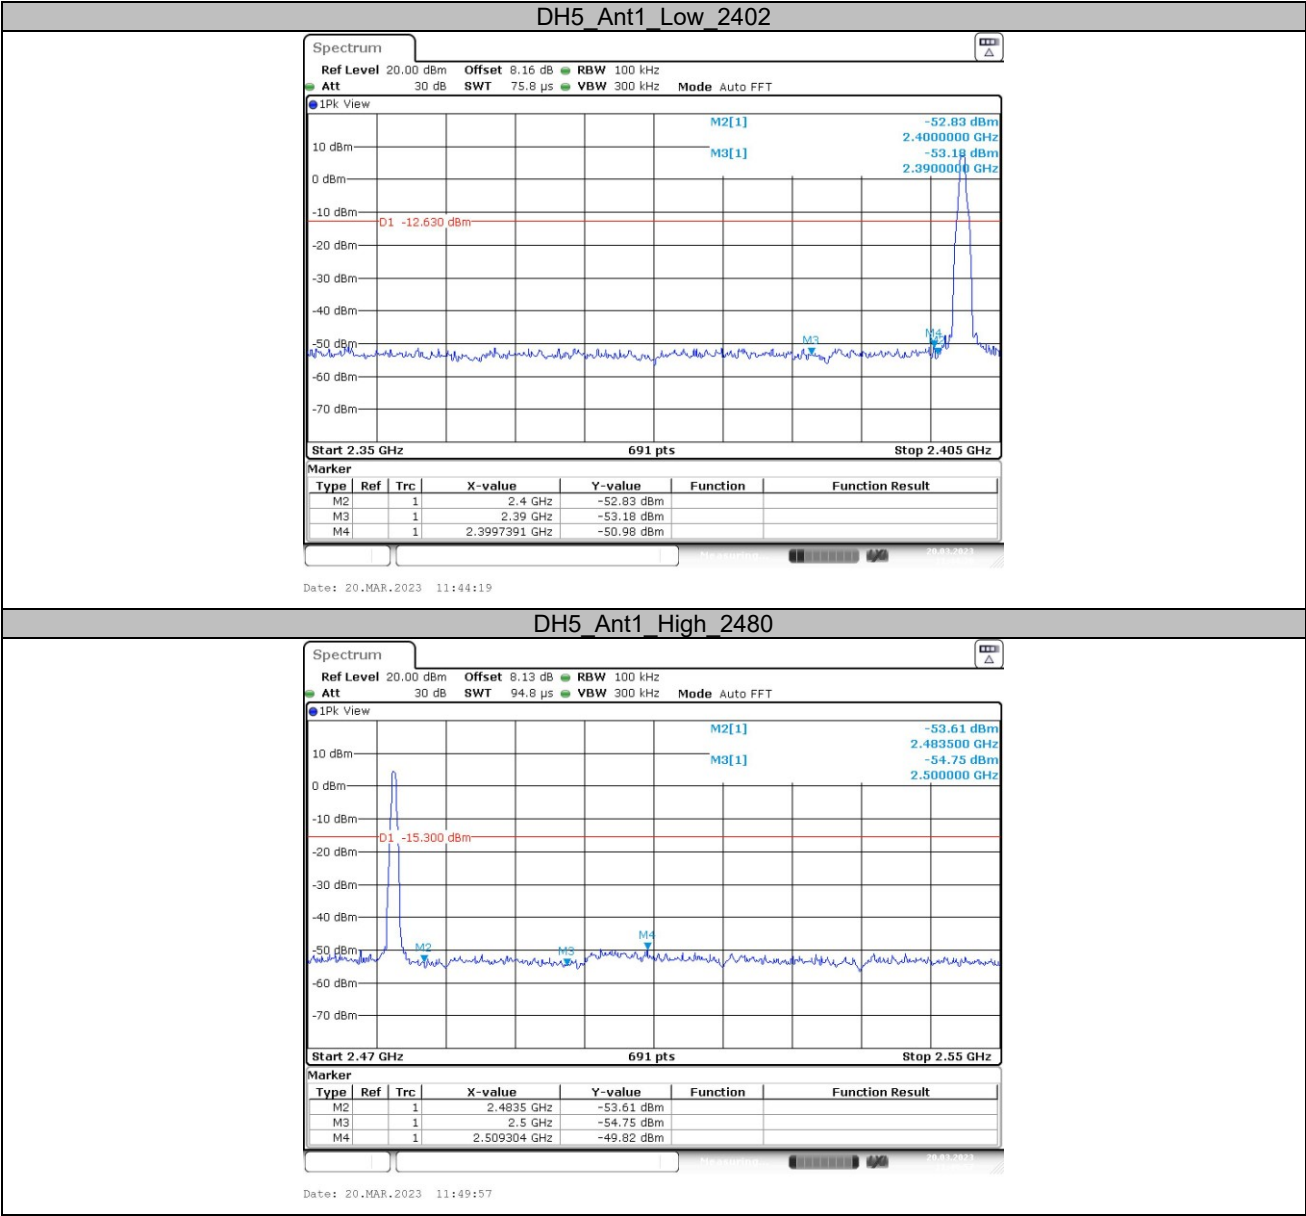 DH5_Ant1_Low_2402
Spectrum
Ref Level 20.00 dBm Offset 8.16 dB RBW 100 kHz
Att 30 dB SWT 75.8 µs VBW 300 kHz Mode Auto FFT
1Pk View
M2[1] -52.83 dBm
2.4000000 GHz
10 dBm
M3[1] -53.18 dBm
2.3900000 GHz
0 dBm
-10 dBm
D1 -12.630 dBm
-20 dBm
-30 dBm
-40 dBm
M3 M4
-50 dBm
-60 dBm
-70 dBm
Start 2.35 GHz 691 pts Stop 2.405 GHz
Marker
Type Ref Trc X-value Y-value Function Function Result
M2 1 2.4 GHz -52.83 dBm
M3 1 2.39 GHz -53.18 dBm
M4 1 2.3997391 GHz -50.98 dBm
Measuring... 20.03.2023
Date: 20.MAR.2023 11:44:19
DH5_Ant1_High_2480
Spectrum
Ref Level 20.00 dBm Offset 8.13 dB RBW 100 kHz
Att 30 dB SWT 94.8 µs VBW 300 kHz Mode Auto FFT
1Pk View
M2[1] -53.61 dBm
2.483500 GHz
10 dBm
M3[1] -54.75 dBm
2.500000 GHz
0 dBm
-10 dBm
D1 -15.300 dBm
-20 dBm
-30 dBm
-40 dBm
M4
-50 dBm M2 M3
-60 dBm
-70 dBm
Start 2.47 GHz 691 pts Stop 2.55 GHz
Marker
Type Ref Trc X-value Y-value Function Function Result
M2 1 2.4835 GHz -53.61 dBm
M3 1 2.5 GHz -54.75 dBm
M4 1 2.509304 GHz -49.82 dBm
Measuring... 20.03.2023
Date: 20.MAR.2023 11:49:57